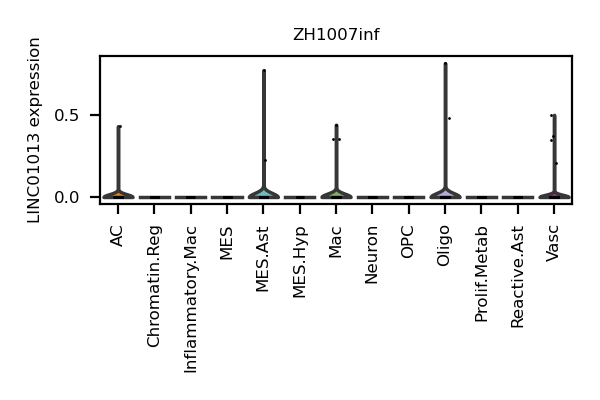 ZH1007inf
LINC01013 expression
0.5
0.0
AC
Chromatin.Reg
Inflammatory.Mac
MES
MES.Ast
MES.Hyp
Mac
Neuron
OPC
Oligo
Prolif.Metab
Reactive.Ast
Vasc